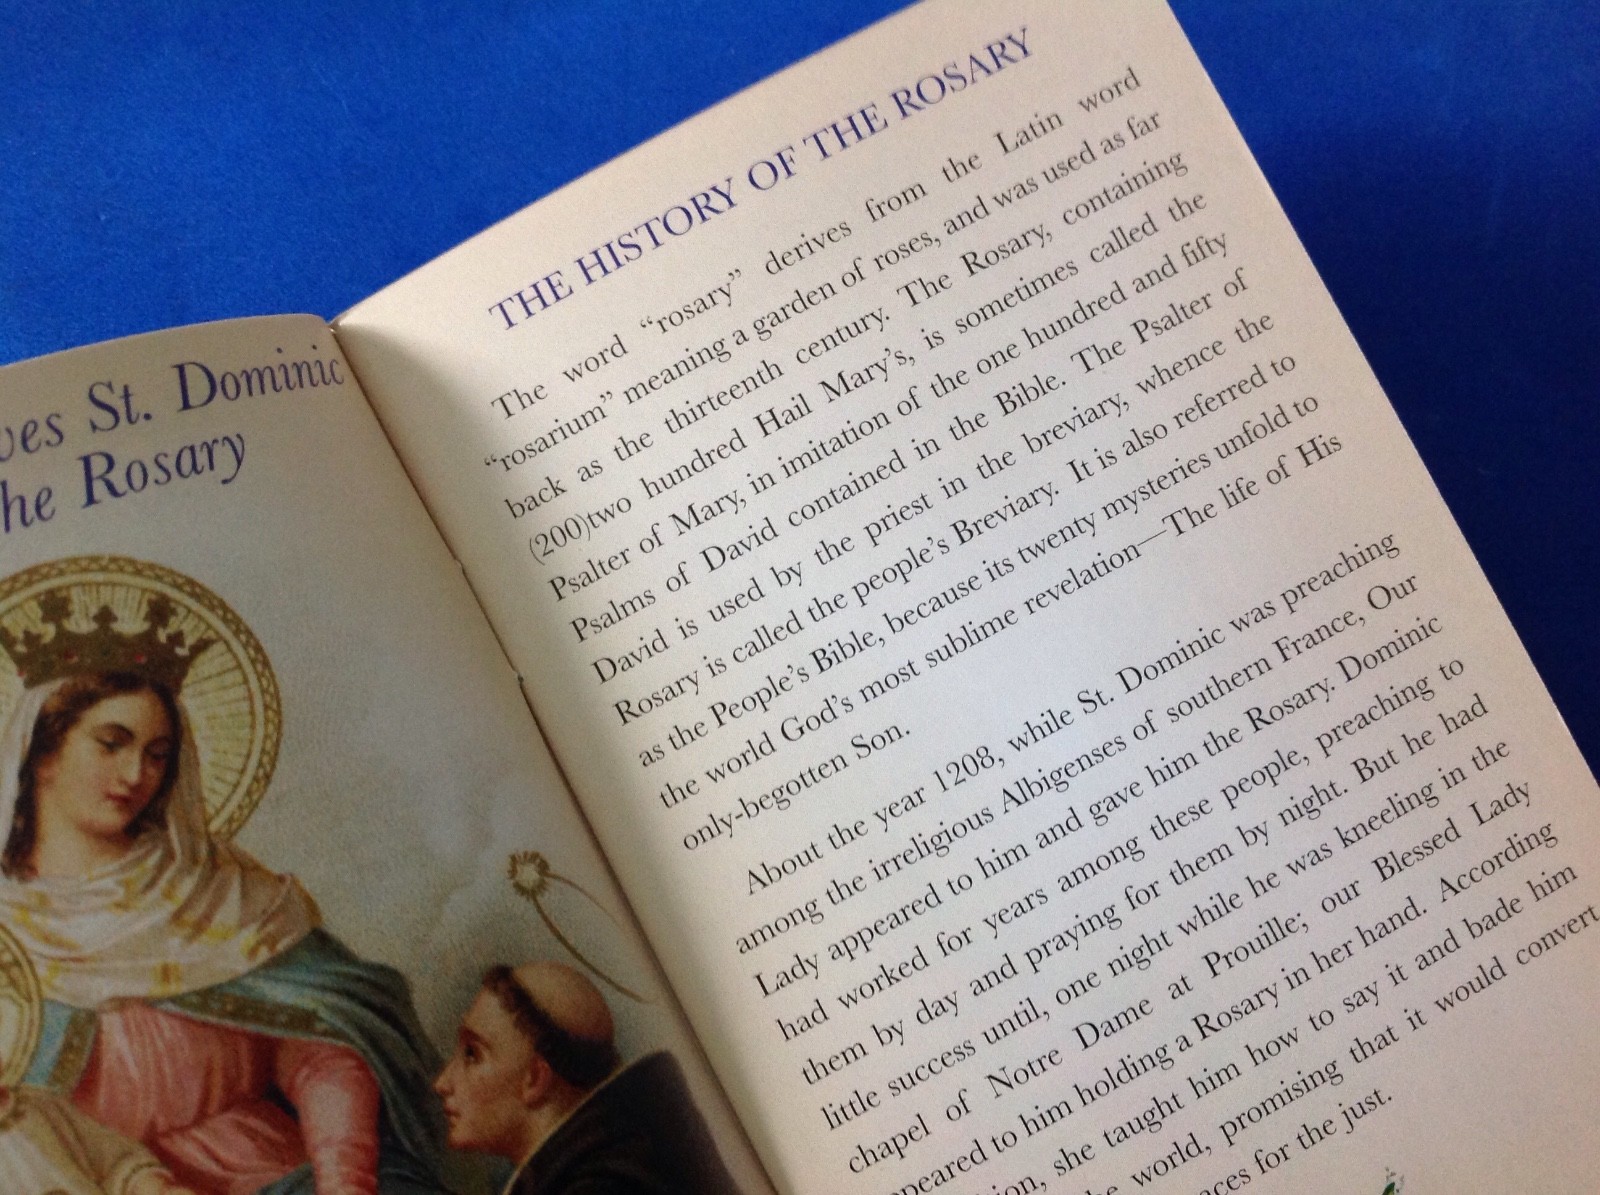 ves St. Dominic
he Rosary
THE HISTORY OF THE ROSARY
The word “rosary” derives from the Latin word
“rosarium” meaning a garden of roses, and was used as far
back as the thirteenth century. The Rosary, containing
(200)two hundred Hail Mary’s, is sometimes called the
Psalter of Mary, in imitation of the one hundred and fifty
Psalms of David contained in the Bible. The Psalter of
David is used by the priest in the breviary, whence the
Rosary is called the people’s Breviary. It is also referred to
as the People’s Bible, because its twenty mysteries unfold to
the world God’s most sublime revelation—The life of His
only-begotten Son.
About the year 1208, while St. Dominic was preaching
among the irreligious Albigenses of southern France, Our
Lady appeared to him and gave him the Rosary. Dominic
had worked for years among these people, preaching to
them by day and praying for them by night. But he had
little success until, one night while he was kneeling in the
chapel of Notre Dame at Prouille; our Blessed Lady
peared to him holding a Rosary in her hand. According
ion, she taught him how to say it and bade him
he world, promising that it would convert
aces for the just.